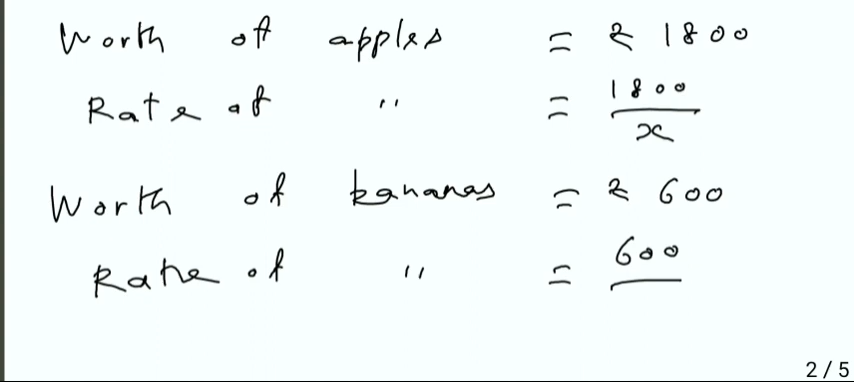 Worth of apples = ₹ 1800
Rate of " = 1800/x
Worth of bananas = ₹ 600
Rate of " = 600/
2/5